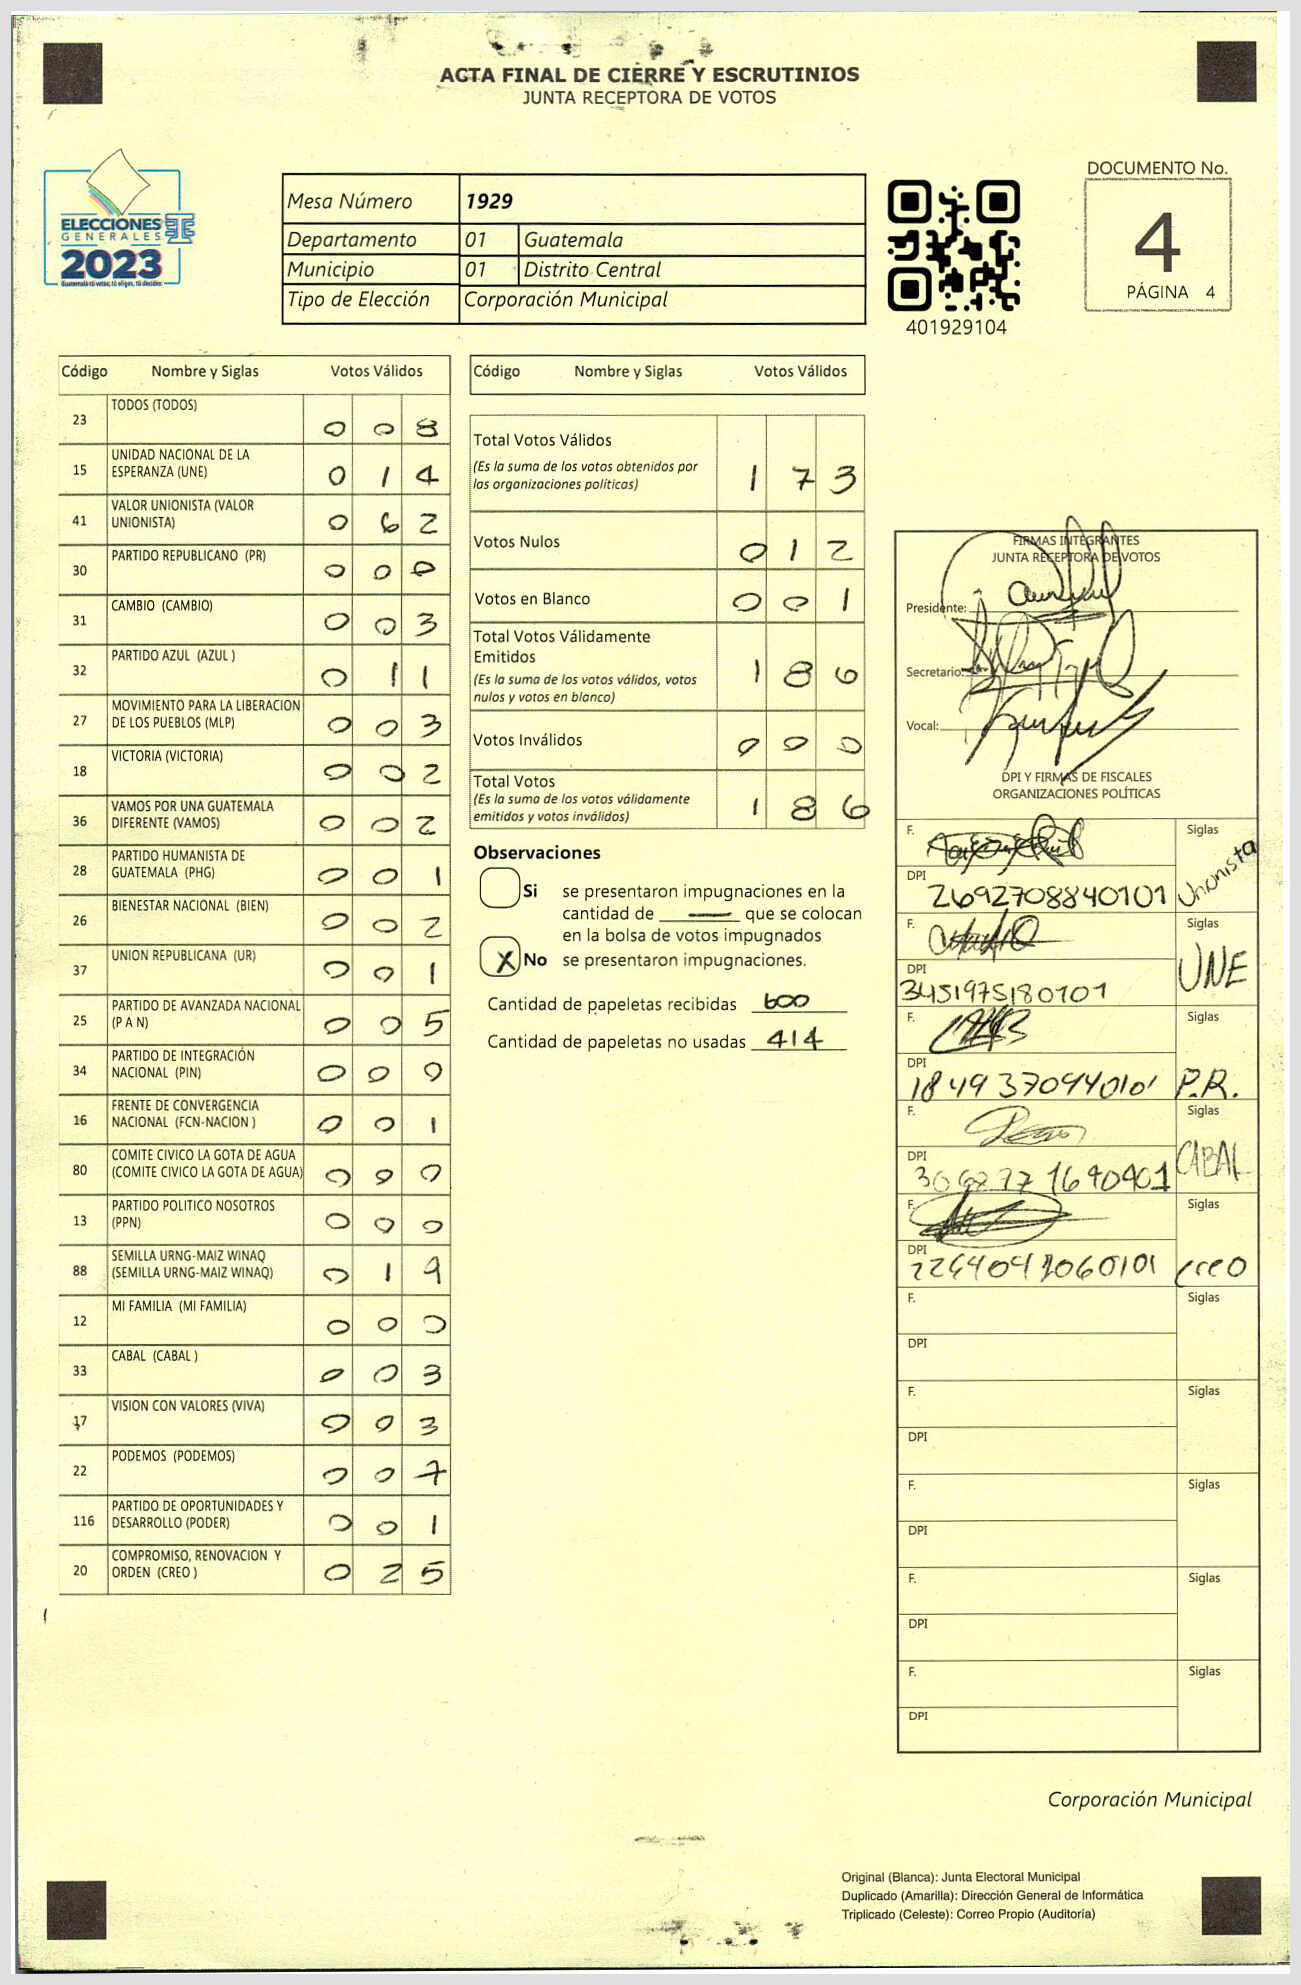 ACTA FINAL DE CIERRE Y ESCRUTINIOS
JUNTA RECEPTORA DE VOTOS
ELECCIONES
GENERALES
2023
Guatemala tú votas, tú eliges, tú decides
Mesa Número 1929
Departamento 01 Guatemala
Municipio 01 Distrito Central
Tipo de Elección Corporación Municipal
401929104
DOCUMENTO No.
4
PÁGINA 4
Código Nombre y Siglas Votos Válidos
23 TODOS (TODOS) 0 0 8
15 UNIDAD NACIONAL DE LA ESPERANZA (UNE) 0 1 4
41 VALOR UNIONISTA (VALOR UNIONISTA) 0 6 2
30 PARTIDO REPUBLICANO (PR) 0 0 0
31 CAMBIO (CAMBIO) 0 0 3
32 PARTIDO AZUL (AZUL ) 0 1 1
27 MOVIMIENTO PARA LA LIBERACION DE LOS PUEBLOS (MLP) 0 0 3
18 VICTORIA (VICTORIA) 0 0 2
36 VAMOS POR UNA GUATEMALA DIFERENTE (VAMOS) 0 0 2
28 PARTIDO HUMANISTA DE GUATEMALA (PHG) 0 0 1
26 BIENESTAR NACIONAL (BIEN) 0 0 2
37 UNION REPUBLICANA (UR) 0 0 1
25 PARTIDO DE AVANZADA NACIONAL (P A N) 0 0 5
34 PARTIDO DE INTEGRACIÓN NACIONAL (PIN) 0 0 0
16 FRENTE DE CONVERGENCIA NACIONAL (FCN-NACION ) 0 0 1
80 COMITE CIVICO LA GOTA DE AGUA (COMITE CIVICO LA GOTA DE AGUA) 0 0 0
13 PARTIDO POLITICO NOSOTROS (PPN) 0 0 0
88 SEMILLA URNG-MAIZ WINAQ (SEMILLA URNG-MAIZ WINAQ) 0 1 9
12 MI FAMILIA (MI FAMILIA) 0 0 0
33 CABAL (CABAL ) 0 0 3
17 VISION CON VALORES (VIVA) 0 0 3
22 PODEMOS (PODEMOS) 0 0 7
116 PARTIDO DE OPORTUNIDADES Y DESARROLLO (PODER) 0 0 1
20 COMPROMISO, RENOVACION Y ORDEN (CREO ) 0 2 5
Código Nombre y Siglas Votos Válidos
Total Votos Válidos 1 7 3
(Es la suma de los votos obtenidos por
las organizaciones políticas)
Votos Nulos 0 1 2
Votos en Blanco 0 0 1
Total Votos Válidamente
Emitidos 1 8 6
(Es la suma de los votos válidos, votos
nulos y votos en blanco)
Votos Inválidos 0 0 0
Total Votos 1 8 6
(Es la suma de los votos válidamente
emitidos y votos inválidos)
Observaciones
Si se presentaron impugnaciones en la
cantidad de — que se colocan
en la bolsa de votos impugnados
X No se presentaron impugnaciones.
Cantidad de papeletas recibidas 600
Cantidad de papeletas no usadas 414
FIRMAS INTEGRANTES
JUNTA RECEPTORA DE VOTOS
Presidente:
Secretario:
Vocal:
DPI Y FIRMAS DE FISCALES
ORGANIZACIONES POLÍTICAS
F. Siglas
DPI 2692708840101 Unionista
F. Siglas
DPI 3451975180101 UNE
F. Siglas
DPI 1849370940101 P.R.
F. Siglas
DPI CABAL
F. Siglas
DPI creo
F. Siglas
DPI
F. Siglas
DPI
F. Siglas
DPI
F. Siglas
DPI
F. Siglas
DPI
Corporación Municipal
Original (Blanca): Junta Electoral Municipal
Duplicado (Amarilla): Dirección General de Informática
Triplicado (Celeste): Correo Propio (Auditoría)